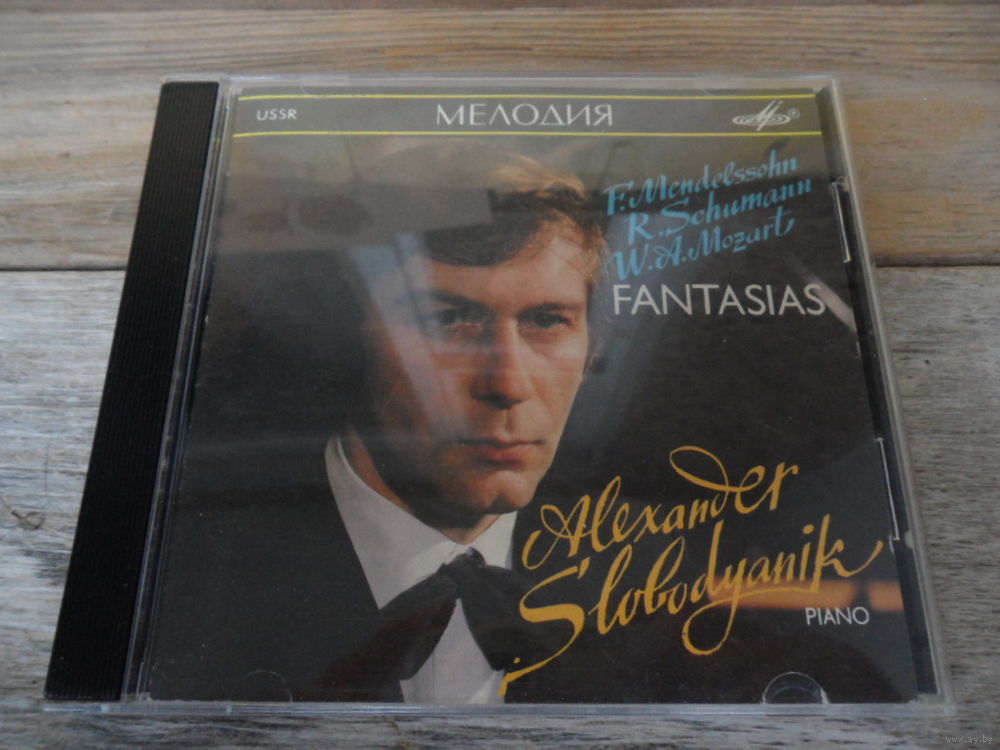 USSR МЕЛОДИЯ
F. Mendelssohn
R. Schumann
W. A. Mozart
FANTASIAS
Alexander
Slobodyanik
PIANO
www.ay.by